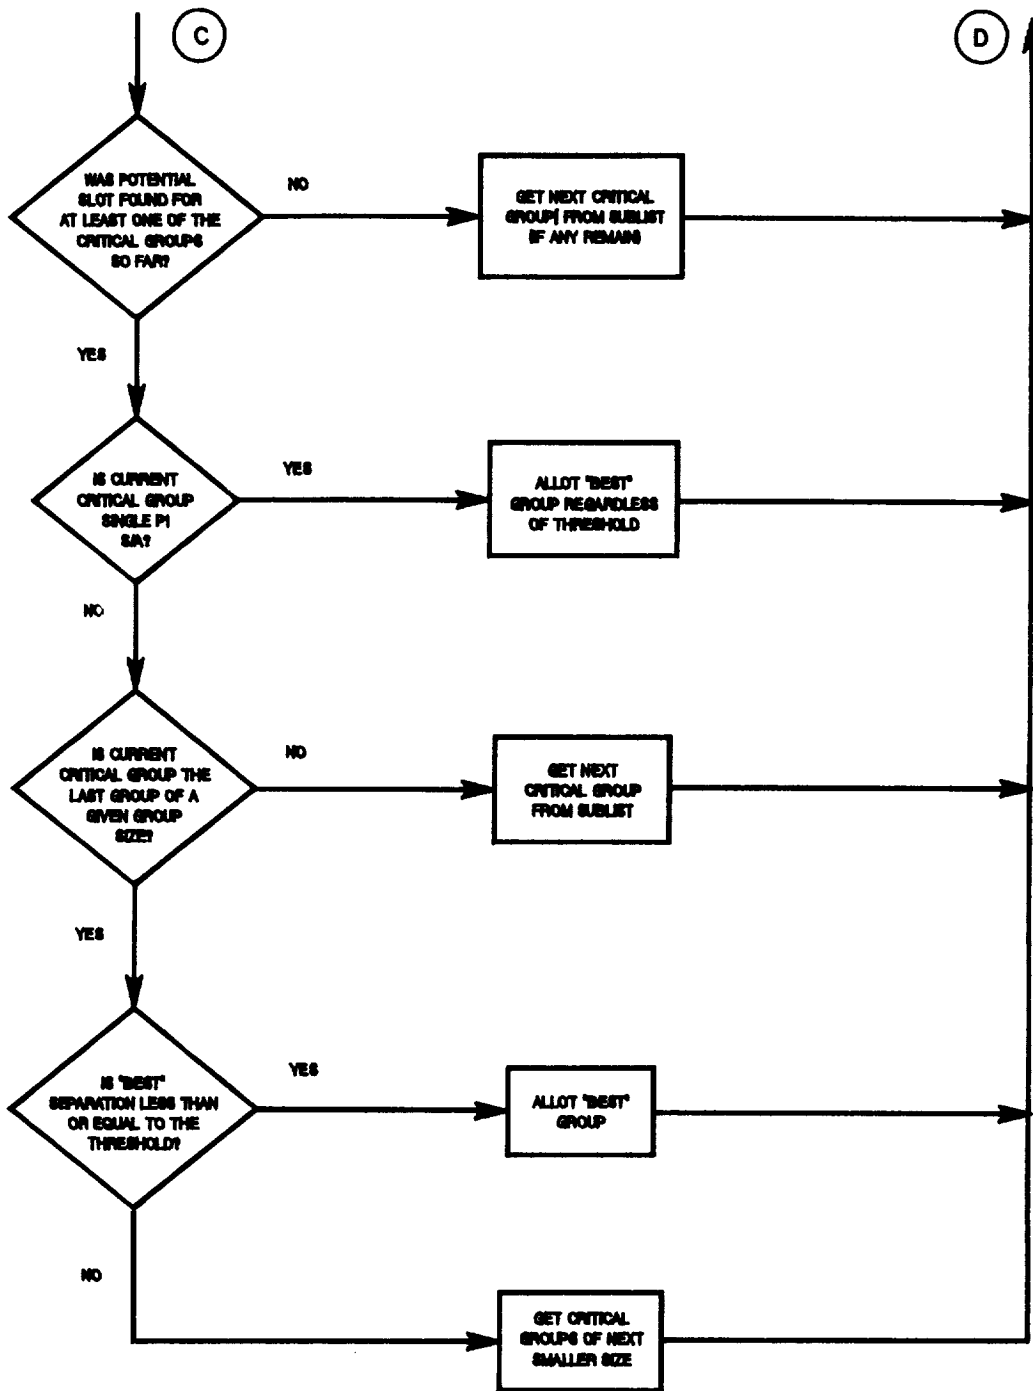 C
D
WAS POTENTIAL
SLOT FOUND FOR
AT LEAST ONE OF THE
CRITICAL GROUPS
SO FAR?
NO
GET NEXT CRITICAL
GROUP( FROM SUBLIST
(IF ANY REMAIN)
YES
IS CURRENT
CRITICAL GROUP
SINGLE P1
S/A?
YES
ALLOT "BEST"
GROUP REGARDLESS
OF THRESHOLD
NO
IS CURRENT
CRITICAL GROUP THE
LAST GROUP OF A
GIVEN GROUP
SIZE?
NO
GET NEXT
CRITICAL GROUP
FROM SUBLIST
YES
IS "BEST"
SEPARATION LESS THAN
OR EQUAL TO THE
THRESHOLD?
YES
ALLOT "BEST"
GROUP
NO
GET CRITICAL
GROUPS OF NEXT
SMALLER SIZE